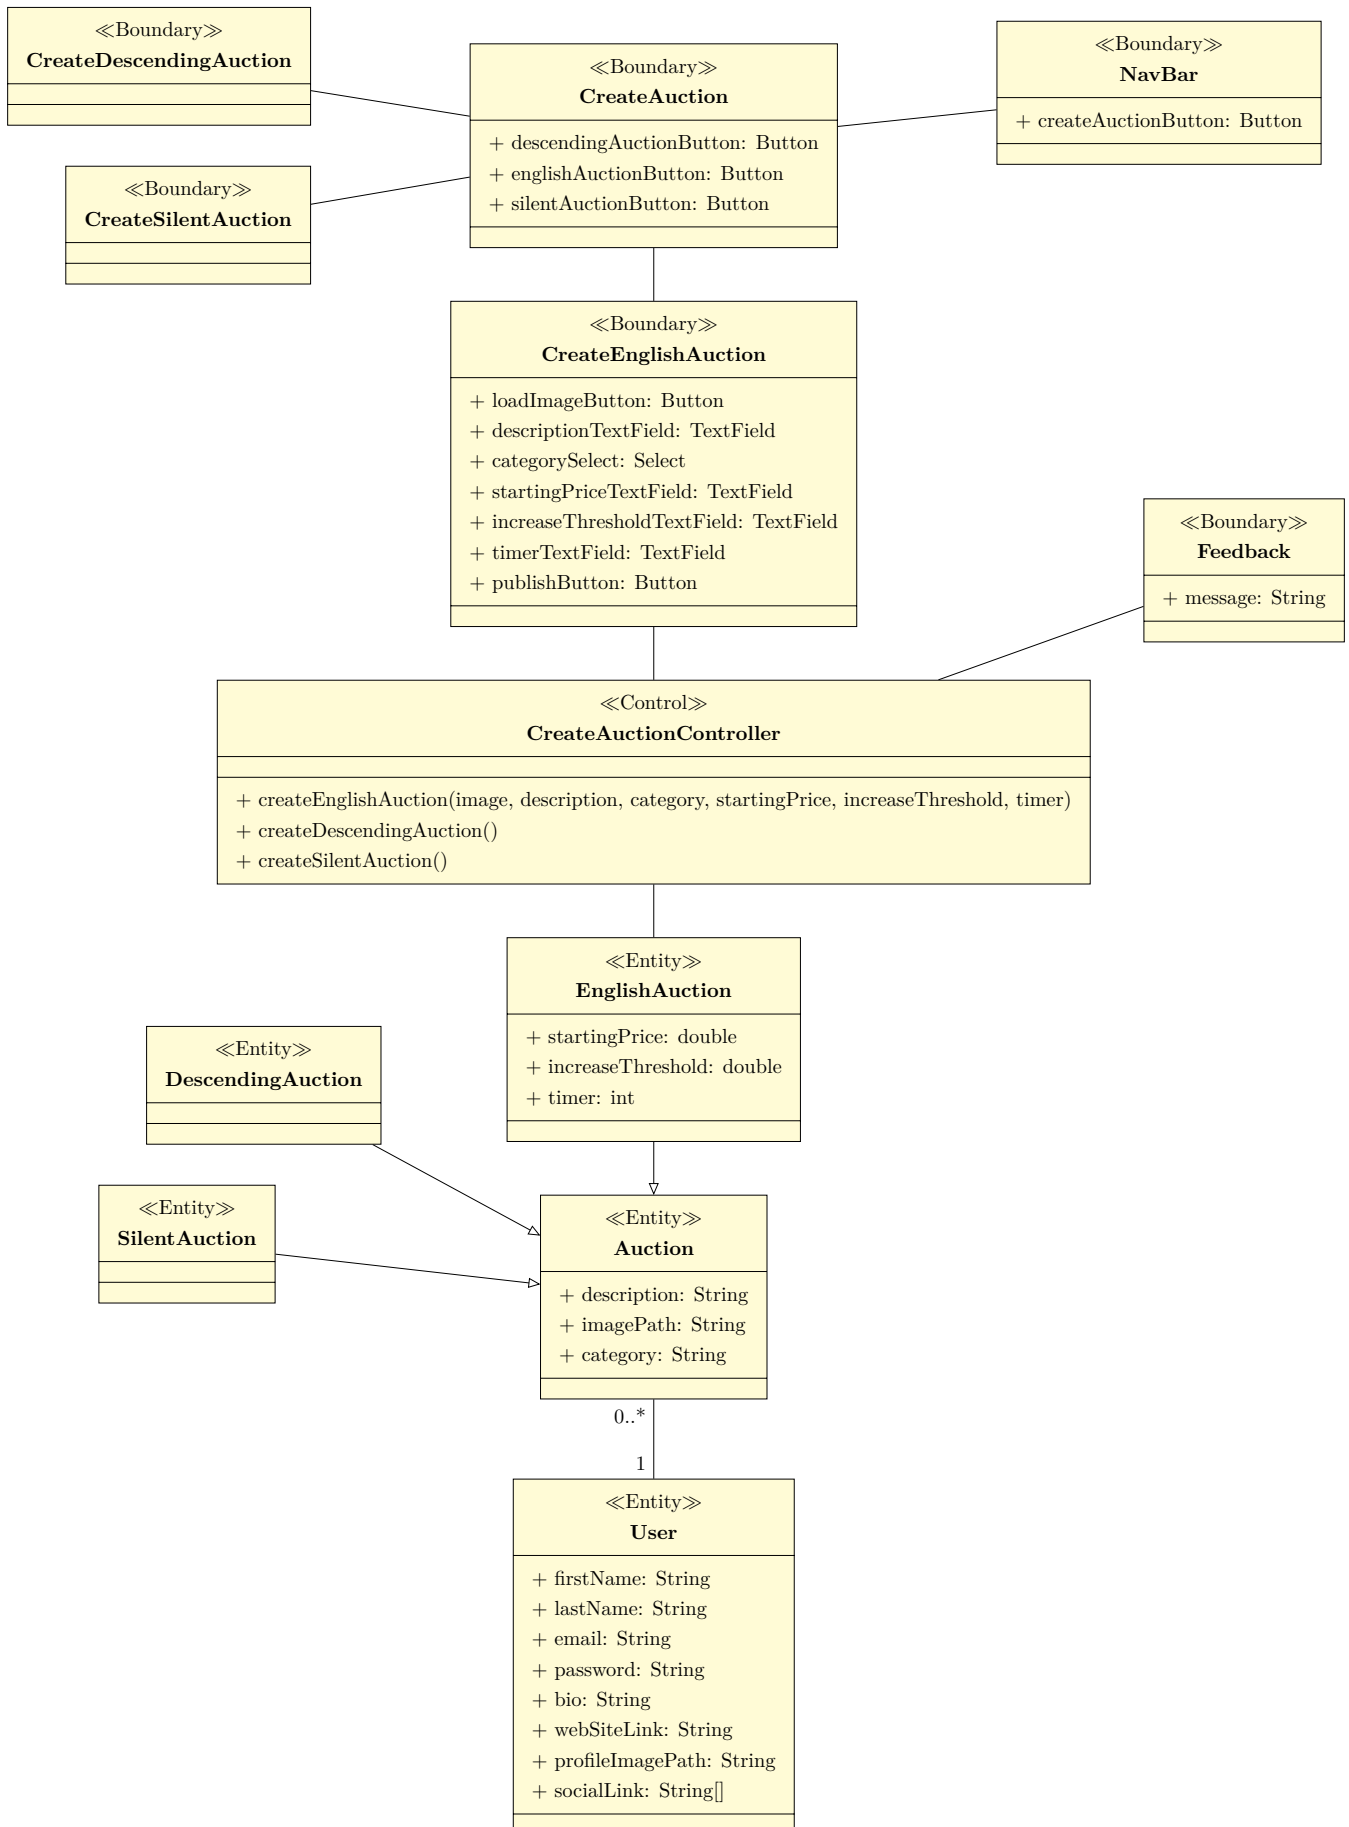 ≪Boundary≫
CreateDescendingAuction
≪Boundary≫
CreateAuction
+ descendingAuctionButton: Button
+ englishAuctionButton: Button
+ silentAuctionButton: Button
≪Boundary≫
NavBar
+ createAuctionButton: Button
≪Boundary≫
CreateSilentAuction
≪Boundary≫
CreateEnglishAuction
+ loadImageButton: Button
+ descriptionTextField: TextField
+ categorySelect: Select
+ startingPriceTextField: TextField
+ increaseThresholdTextField: TextField
+ timerTextField: TextField
+ publishButton: Button
≪Boundary≫
Feedback
+ message: String
≪Control≫
CreateAuctionController
+ createEnglishAuction(image, description, category, startingPrice, increaseThreshold, timer)
+ createDescendingAuction()
+ createSilentAuction()
≪Entity≫
EnglishAuction
+ startingPrice: double
+ increaseThreshold: double
+ timer: int
≪Entity≫
DescendingAuction
≪Entity≫
SilentAuction
≪Entity≫
Auction
+ description: String
+ imagePath: String
+ category: String
0..*
1
≪Entity≫
User
+ firstName: String
+ lastName: String
+ email: String
+ password: String
+ bio: String
+ webSiteLink: String
+ profileImagePath: String
+ socialLink: String[]